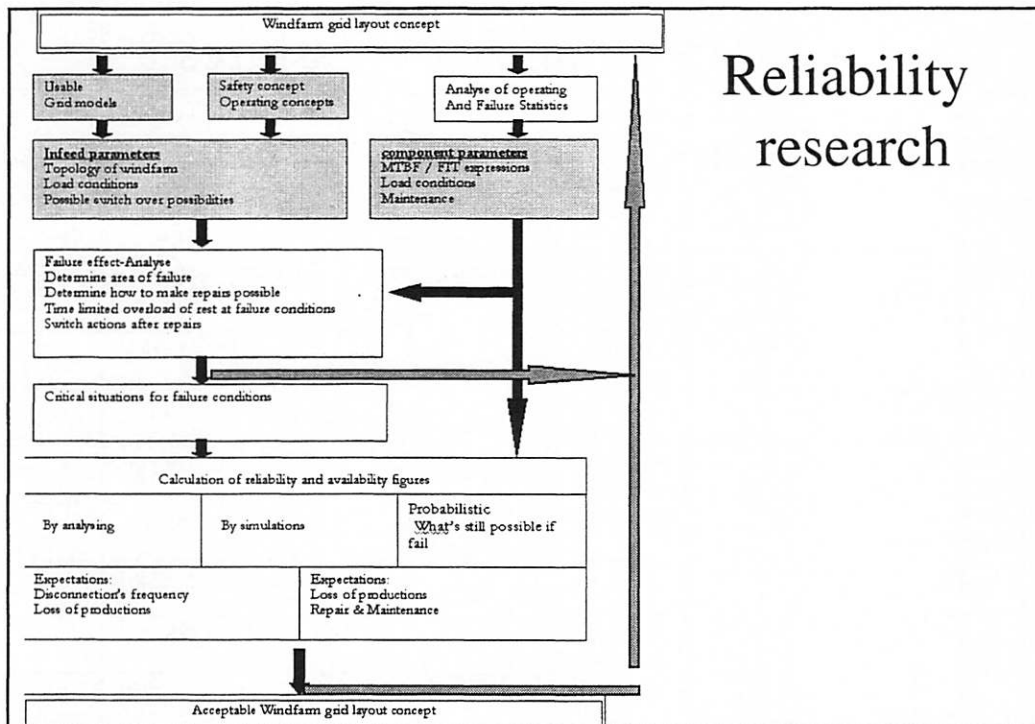 Windfarm grid layout concept
Reliability
research
Usable
Grid models
Safety concept
Operating concepts
Analyse of operating
And Failure Statistics
Infeed parameters
Topology of windfarm
Load conditions
Possible switch over possibilities
component parameters
MTBF / FIT expressions
Load conditions
Maintenance
Failure effect-Analyse
Determine area of failure
Determine how to make repairs possible
Time limited overload of rest at failure conditions
Switch actions after repairs
Critical situations for failure conditions
Calculation of reliability and availability figures
By analysing
By simulations
Probabilistic
What's still possible if
fail
Expectations:
Disconnection's frequency
Loss of productions
Expectations:
Loss of productions
Repair & Maintenance
Acceptable Windfarm grid layout concept